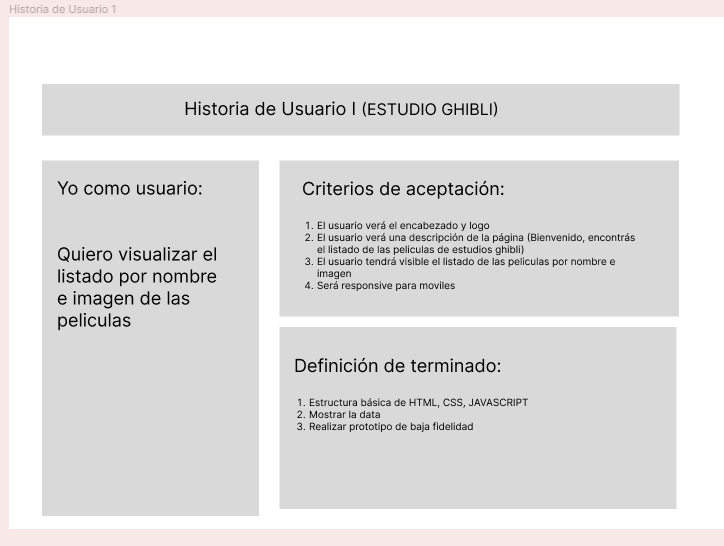 Historia de Usuario 1
Historia de Usuario I (ESTUDIO GHIBLI)
Yo como usuario:
Quiero visualizar el
listado por nombre
e imagen de las
peliculas
Criterios de aceptación:
1. El usuario verá el encabezado y logo
2. El usuario verá una descripción de la página (Bienvenido, encontrás
el listado de las peliculas de estudios ghibli)
3. El usuario tendrá visible el listado de las peliculas por nombre e
imagen
4. Será responsive para moviles
Definición de terminado:
1. Estructura básica de HTML, CSS, JAVASCRIPT
2. Mostrar la data
3. Realizar prototipo de baja fidelidad